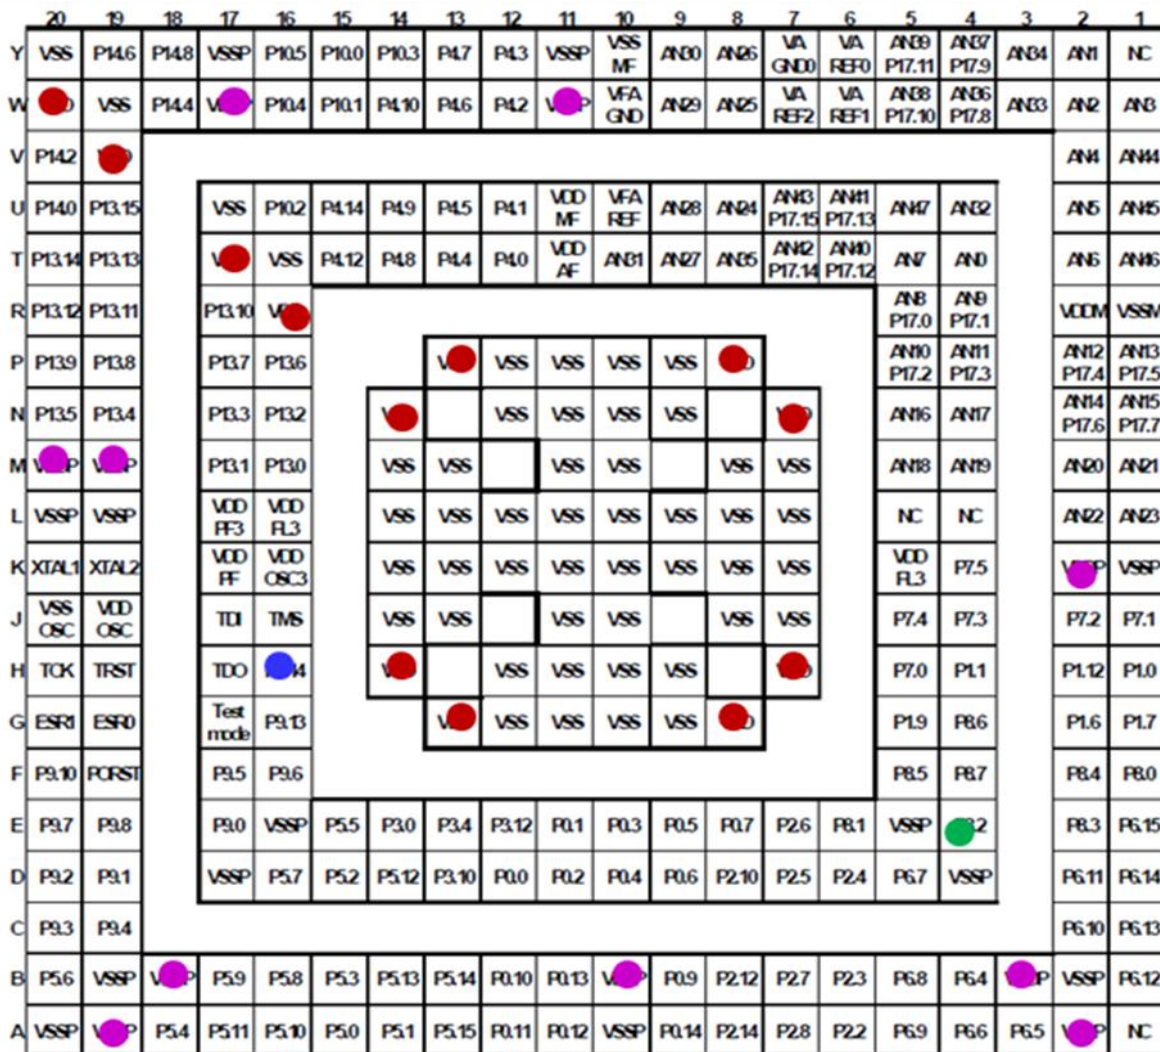 20 19 18 17 16 15 14 13 12 11 10 9 8 7 6 5 4 3 2 1
Y VSS P14.6 P14.8 VSSP P10.5 P10.0 P10.3 P4.7 P4.3 VSSP VSS MF AN30 AN26 VA GND0 VA REF0 AN39 P17.11 AN37 P17.9 AN34 AN1 NC
W VSS P14.4 P10.4 P10.1 P4.10 P4.6 P4.2 VFA GND AN29 AN25 VA REF2 VA REF1 AN38 P17.10 AN36 P17.8 AN33 AN2 AN3
V P14.2 AN4 AN44
U P14.0 P13.15 VSS P10.2 P4.14 P4.9 P4.5 P4.1 VDD MF VFA REF AN28 AN24 AN43 P17.15 AN41 P17.13 AN47 AN32 AN5 AN45
T P13.14 P13.13 VSS P4.12 P4.8 P4.4 P4.0 VDD AF AN31 AN27 AN35 AN42 P17.14 AN40 P17.12 AN7 AN0 AN6 AN46
R P13.12 P13.11 P13.10 AN8 P17.0 AN9 P17.1 VDDM VSSM
P P13.9 P13.8 P13.7 P13.6 VSS VSS VSS VSS AN10 P17.2 AN11 P17.3 AN12 P17.4 AN13 P17.5
N P13.5 P13.4 P13.3 P13.2 VSS VSS VSS VSS AN16 AN17 AN14 P17.6 AN15 P17.7
M P13.1 P13.0 VSS VSS VSS VSS VSS VSS AN18 AN19 AN20 AN21
L VSSP VSSP VDD PF3 VDD FL3 VSS VSS VSS VSS VSS VSS VSS VSS NC NC AN22 AN23
K XTAL1 XTAL2 VDD PF VDD OSC3 VSS VSS VSS VSS VSS VSS VSS VSS VDD FL3 P7.5 VSSP
J VSS OSC VDD OSC TDI TMS VSS VSS VSS VSS VSS VSS P7.4 P7.3 P7.2 P7.1
H TCK TRST TDO VSS VSS VSS VSS P7.0 P1.1 P1.12 P1.0
G ESR1 ESR0 Test mode P9.13 VSS VSS VSS VSS P1.9 P8.6 P1.6 P1.7
F P9.10 PORST P9.5 P9.6 P8.5 P8.7 P8.4 P8.0
E P9.7 P9.8 P9.0 VSSP P5.5 P3.0 P3.4 P3.12 P0.1 P0.3 P0.5 P0.7 P2.6 P8.1 VSSP P8.3 P6.15
D P9.2 P9.1 VSSP P5.7 P5.2 P5.12 P3.10 P0.0 P0.2 P0.4 P0.6 P2.10 P2.5 P2.4 P6.7 VSSP P6.11 P6.14
C P9.3 P9.4 P6.10 P6.13
B P5.6 VSSP P5.9 P5.8 P5.3 P5.13 P5.14 P0.10 P0.13 P0.9 P2.12 P2.7 P2.3 P6.8 P6.4 VSSP P6.12
A VSSP P5.4 P5.11 P5.10 P5.0 P5.1 P5.15 P0.11 P0.12 VSSP P0.14 P2.14 P2.8 P2.2 P6.9 P6.6 P6.5 NC